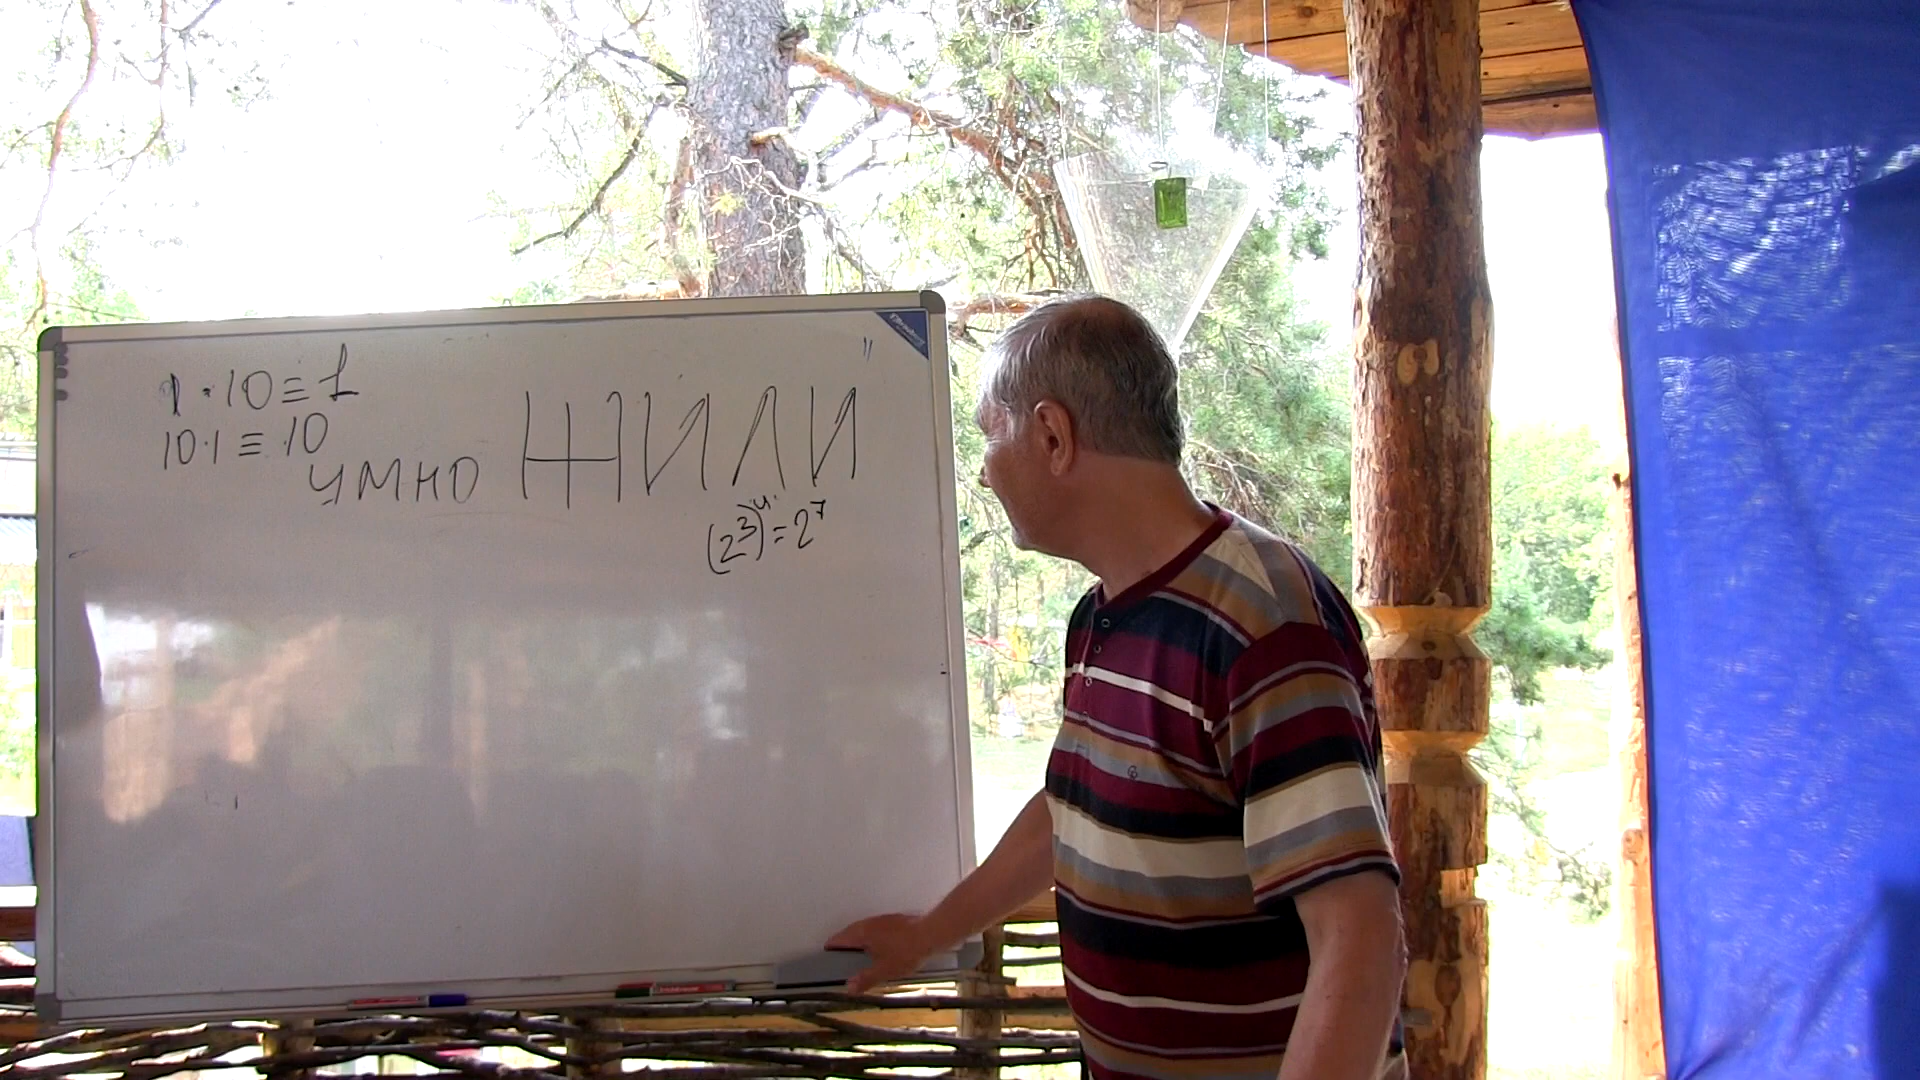 1 · 10 ≡ 1
10 · 1 ≡ 10
УМНО ЖИЛИ
(2³)⁴ = 2⁷